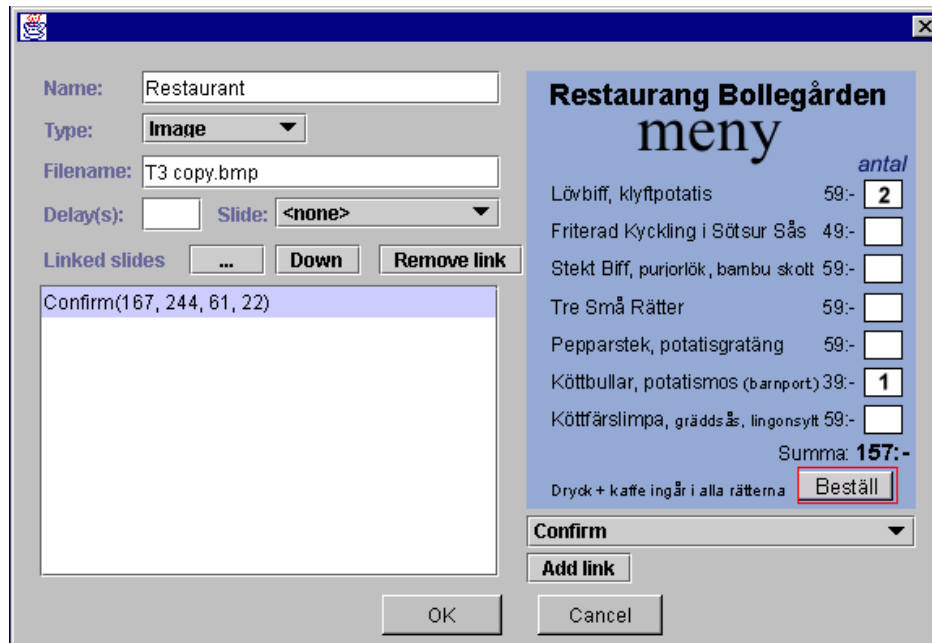 Name: Restaurant
Type: Image
Filename: T3 copy.bmp
Delay(s): Slide: <none>
Linked slides ... Down Remove link
Confirm(167, 244, 61, 22)
Restaurang Bollegården
meny
antal
Lövbiff, klyftpotatis 59:- 2
Friterad Kyckling i Sötsur Sås 49:-
Stekt Biff, purjorlök, bambu skott 59:-
Tre Små Rätter 59:-
Pepparstek, potatisgratäng 59:-
Köttbullar, potatismos (barnport.) 39:- 1
Köttfärslimpa, gräddsås, lingonsylt 59:-
Summa: 157:-
Dryck + kaffe ingår i alla rätterna Beställ
Confirm
Add link
OK Cancel